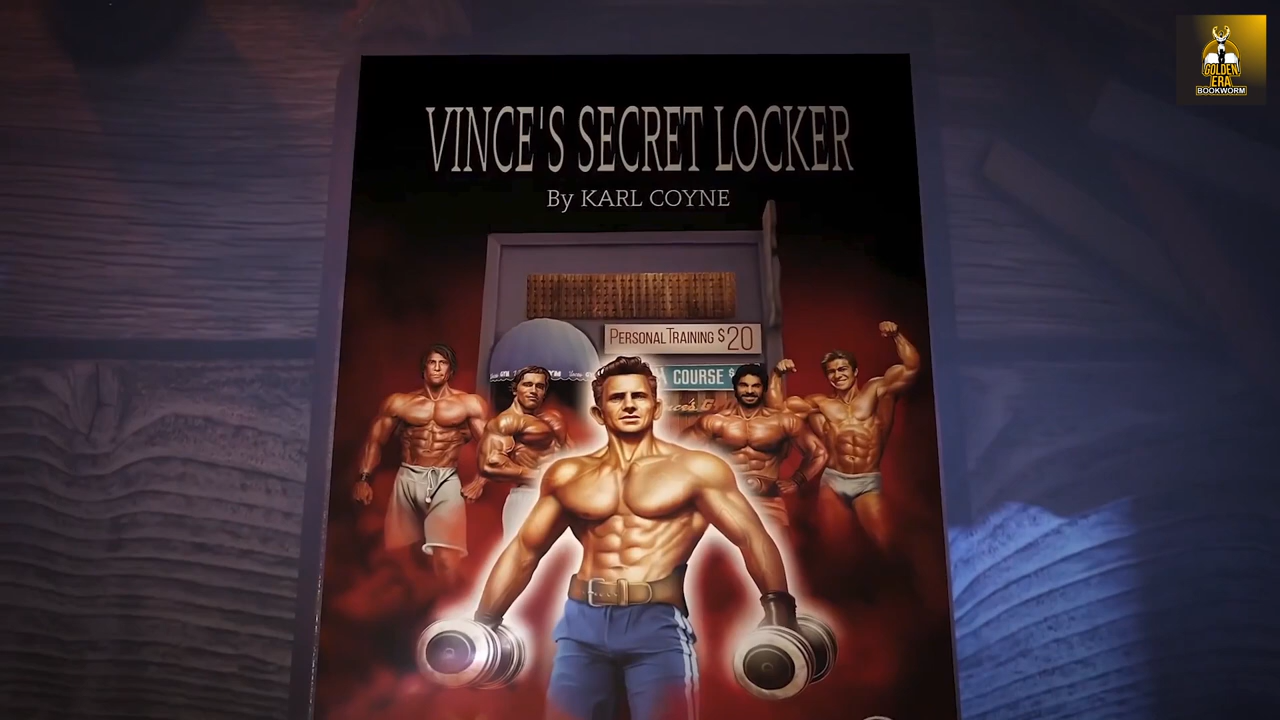 VINCE'S SECRET LOCKER
By KARL COYNE
PERSONAL TRAINING $20
COURSE $
GOLDEN
ERA
BOOKWORM